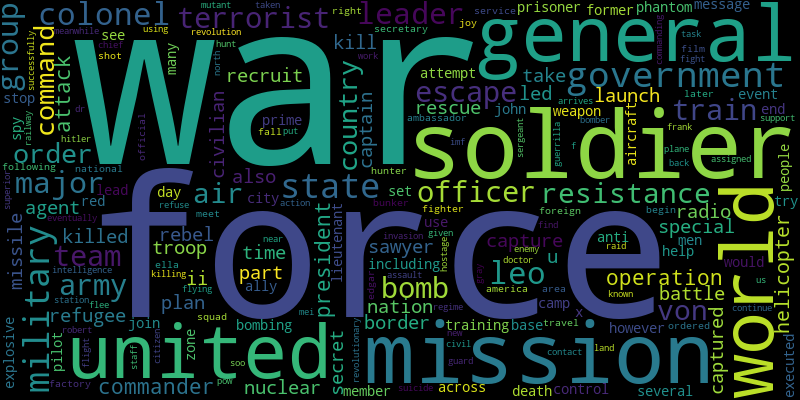 war
force
general
soldier
united
mission
world
government
military
state
resistance
officer
bomb
leo
colonel
terrorist
leader
group
command
attack
many
kill
recruit
see
stop
spy
order
major
agent
team
army
killed
troop
rebel
air
civilian
country
captain
escape
rescue
led
take
train
launch
weapon
aircraft
event
end
prisoner
former
phantom
message
john
attempt
prime
also
city
day
red
lead
missile
refugee
plan
ally
time
part
ii
president
lieutenant
secret
nuclear
commander
explosive
pilot
join
zone
squad
bombing
border
nation
including
sawyer
use
set
capture
fighter
foreign
anti
radio
special
men
help
operation
battle
von
helicopter
captured
executed
people
try
would
however
several
control
death
across
member
training
base
camp
travel
u
x
mutant
taken
right
service
joy
secretary
revolution
meanwhile
using
chief
shot
hunt
work
north
successfully
railway
hitler
official
dr
following
national
fall
put
ambassador
imf
hunter
sergeant
guerrilla
f
bomber
arrives
frank
plane
back
assigned
support
later
task
film
fight
commanding
superior
eventually
refuse
meet
action
killing
near
ella
flying
intelligence
station
flee
robert
flight
factory
staff
citizen
soo
pow
mei
revolutionary
bunker
invasion
assault
edgar
regime
gray
given
hostage
enemy
doctor
find
america
area
known
raid
begin
us
continue
ordered
land
contact
new
civil
guard
suicide